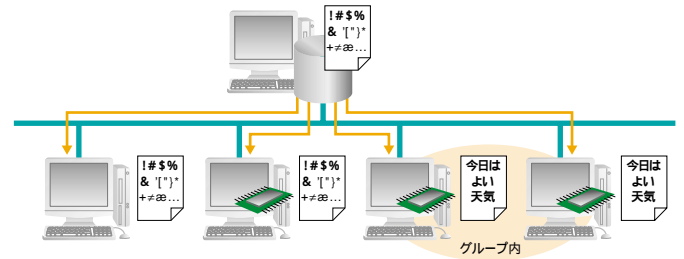 !#$%
& '["}*
+≠æ…
!#$%
& '["}*
+≠æ…
!#$%
& '["}*
+≠æ…
今日は
よい
天気
今日は
よい
天気
グループ内